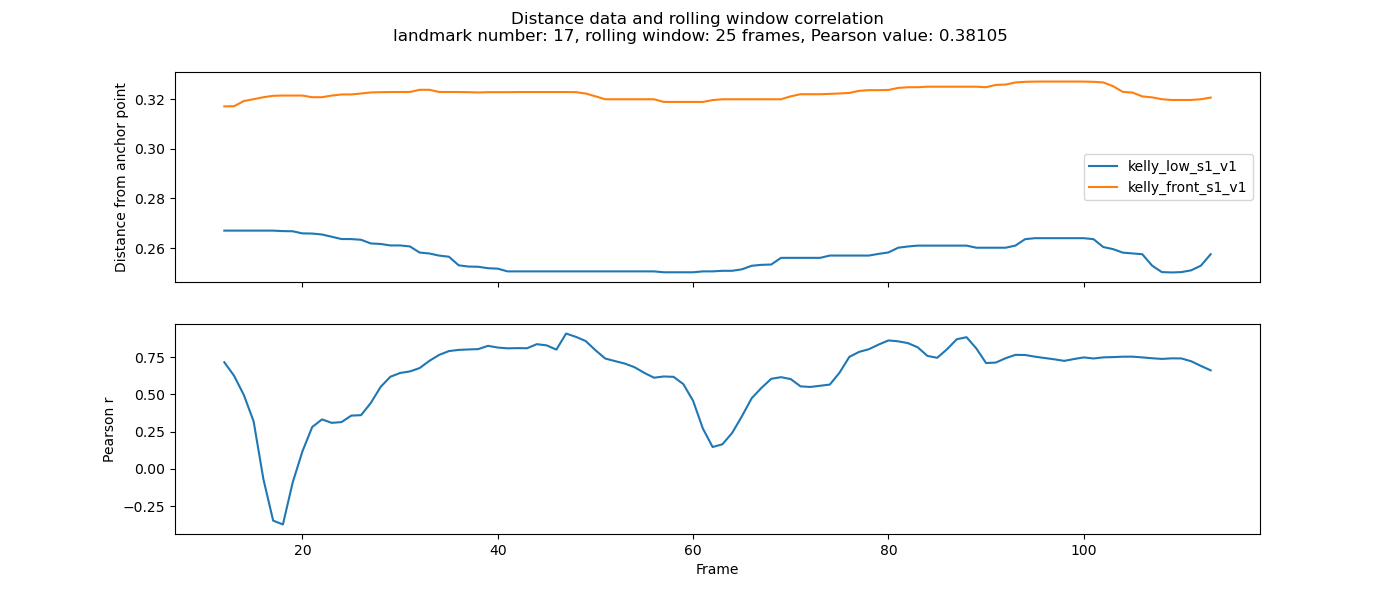 Distance data and rolling window correlation
landmark number: 17, rolling window: 25 frames, Pearson value: 0.38105
Distance from anchor point
0.32
0.30
0.28
0.26
kelly_low_s1_v1
kelly_front_s1_v1
Pearson r
0.75
0.50
0.25
0.00
−0.25
20 40 60 80 100
Frame